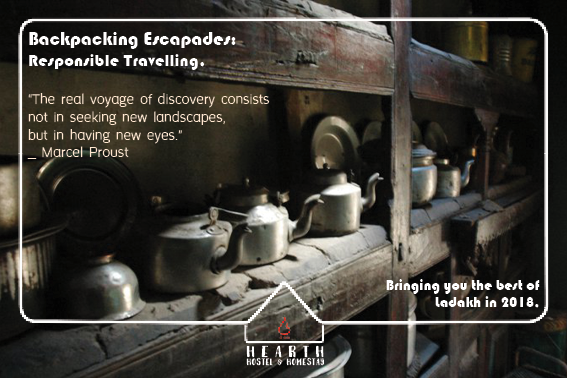 Backpacking Escapades:
Responsible Travelling.
"The real voyage of discovery consists
not in seeking new landscapes,
but in having new eyes."
_ Marcel Proust
Bringing you the best of
Ladakh in 2018.
HEARTH
HOSTEL & HOMESTAY